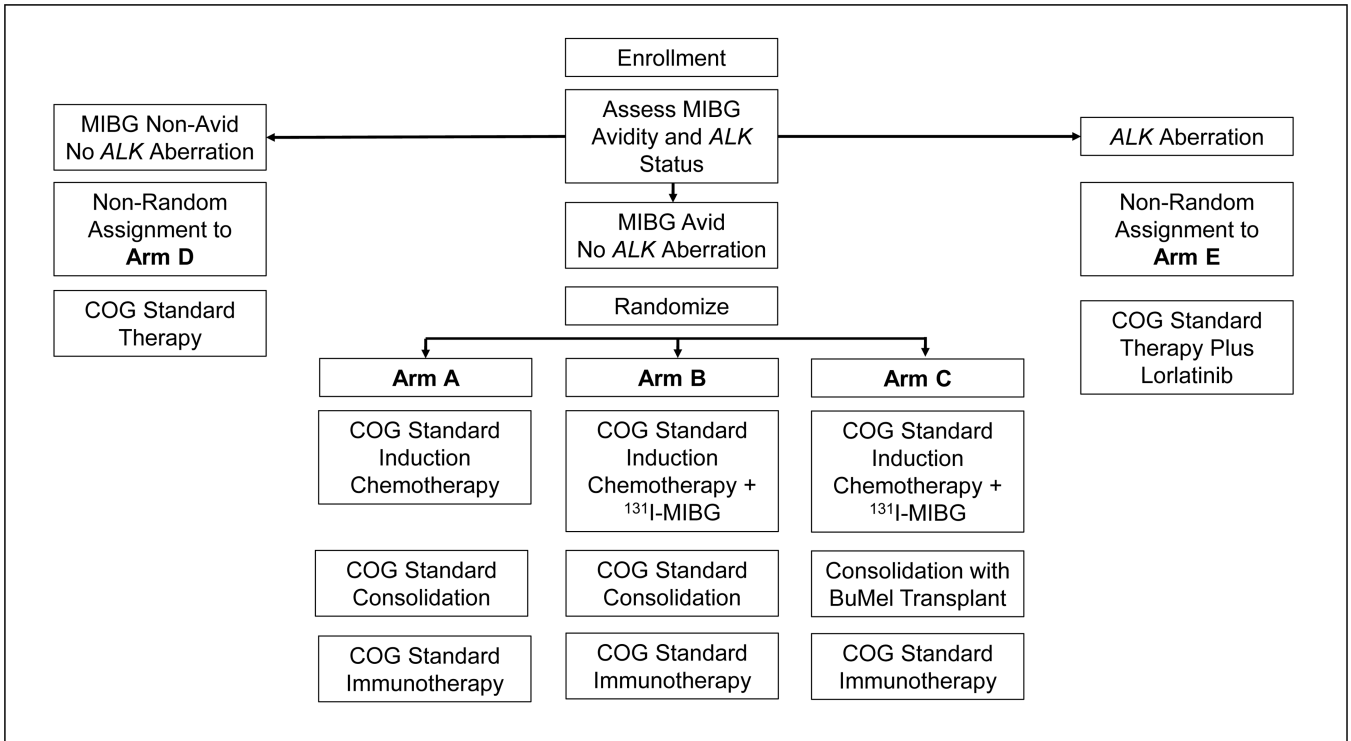 Enrollment
Assess MIBG
Avidity and ALK
Status
MIBG Non-Avid
No ALK Aberration
Non-Random
Assignment to
Arm D
COG Standard
Therapy
MIBG Avid
No ALK Aberration
Randomize
Arm A
COG Standard
Induction
Chemotherapy
COG Standard
Consolidation
COG Standard
Immunotherapy
Arm B
COG Standard
Induction
Chemotherapy +
¹³¹I-MIBG
COG Standard
Consolidation
COG Standard
Immunotherapy
Arm C
COG Standard
Induction
Chemotherapy +
¹³¹I-MIBG
Consolidation with
BuMel Transplant
COG Standard
Immunotherapy
ALK Aberration
Non-Random
Assignment to
Arm E
COG Standard
Therapy Plus
Lorlatinib